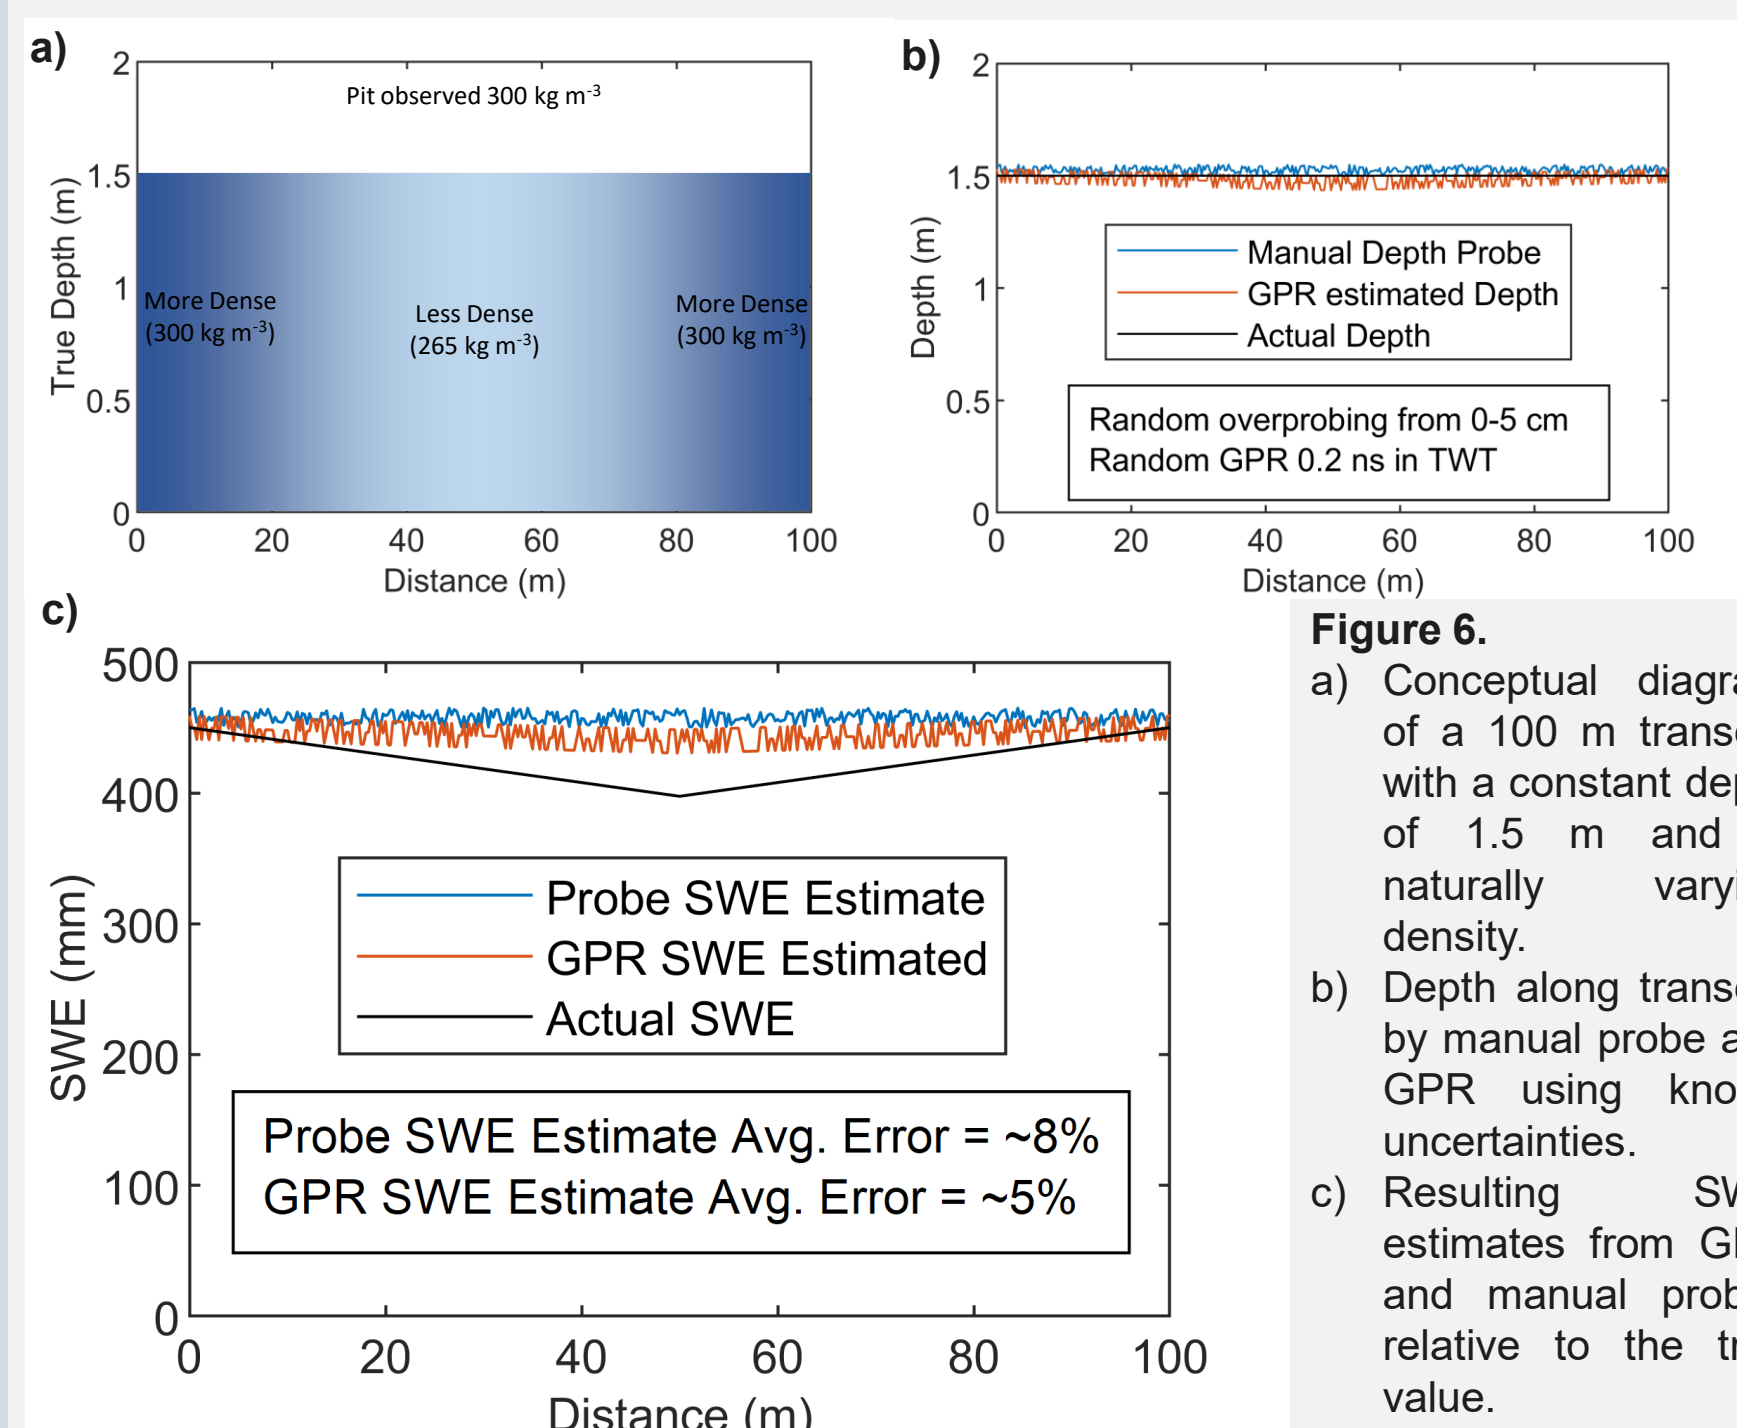 a)
2
1.5
1
0.5
0
True Depth (m)
Pit observed 300 kg m-3
More Dense
(300 kg m-3)
Less Dense
(265 kg m-3)
More Dense
(300 kg m-3)
0 20 40 60 80 100
Distance (m)
b)
2
1.5
1
0.5
0
Depth (m)
Manual Depth Probe
GPR estimated Depth
Actual Depth
Random overprobing from 0-5 cm
Random GPR 0.2 ns in TWT
0 20 40 60 80 100
Distance (m)
c)
500
400
300
200
100
0
SWE (mm)
Probe SWE Estimate
GPR SWE Estimated
Actual SWE
Probe SWE Estimate Avg. Error = ~8%
GPR SWE Estimate Avg. Error = ~5%
0 20 40 60 80 100
Distance (m)
Figure 6.
a) Conceptual
of a 100 m
with a constant
of 1.5 m and
naturally
density.
b) Depth along
by manual probe
GPR using
uncertainties.
c) Resulting
estimates from
and manual
relative to the
value.